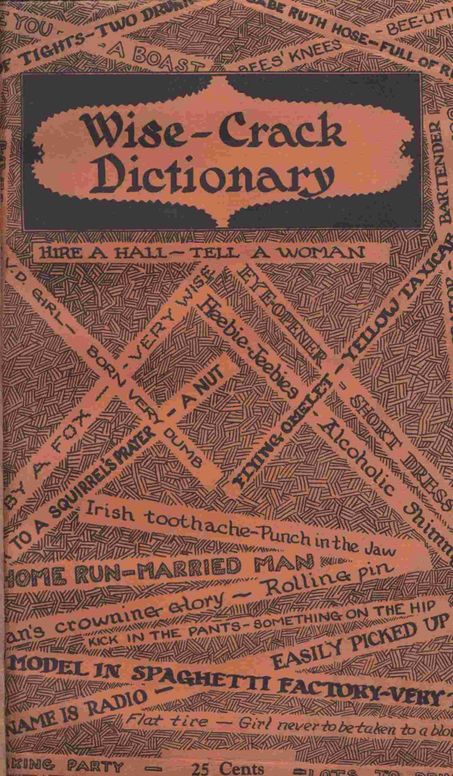 YOU-
OF TIGHTS-TWO DRUNK
BABE RUTH HOSE-FULL OF R
A BOAST
BEES' KNEES - BEE-UTI
Wise-Crack
Dictionary
BARTENDER
HIRE A HALL-TELL A WOMAN
I.D. GIRL-BORN VERY DUMB
BY A FOX - VERY WISE
EYE-OPENER - SHORT DRESS
Heebie-Jeebies - Alcoholic Shimm
FLYING OMELET - YELLOW TAXICAB
TO A SQUIRREL'S PRAYER - A NUT
Irish toothache-Punch in the Jaw
HOME RUN-MARRIED MAN
an's crowning glory - Rolling pin
KICK IN THE PANTS-SOMETHING ON THE HIP
EASILY PICKED UP
MODEL IN SPAGHETTI FACTORY-VERY
NAME IS RADIO -
Flat tire - Girl never to be taken to a blow
KING PARTY =
25 Cents